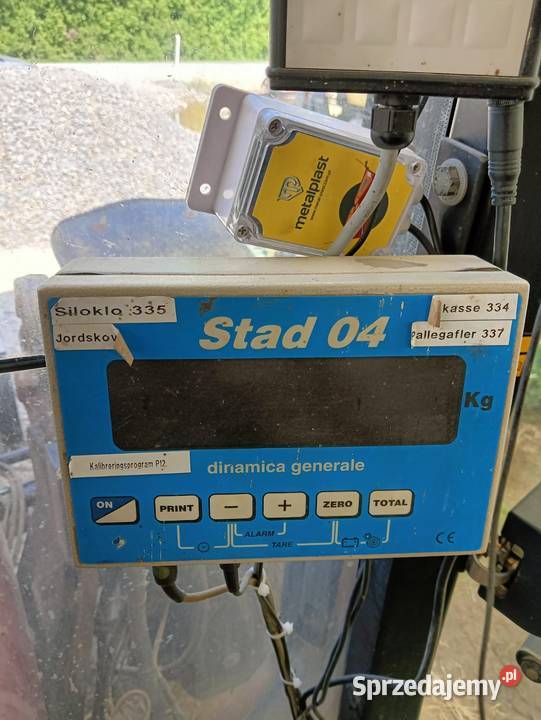 metalplast
Siloklo 335
Jordskov
Stad 04
kasse 334
allegafler 337
Kg
Kalibreringsprogram P12.
dinamica generale
ON
PRINT
−
+
ZERO
TOTAL
ALARM
TARE
CE
Sprzedajemy.pl